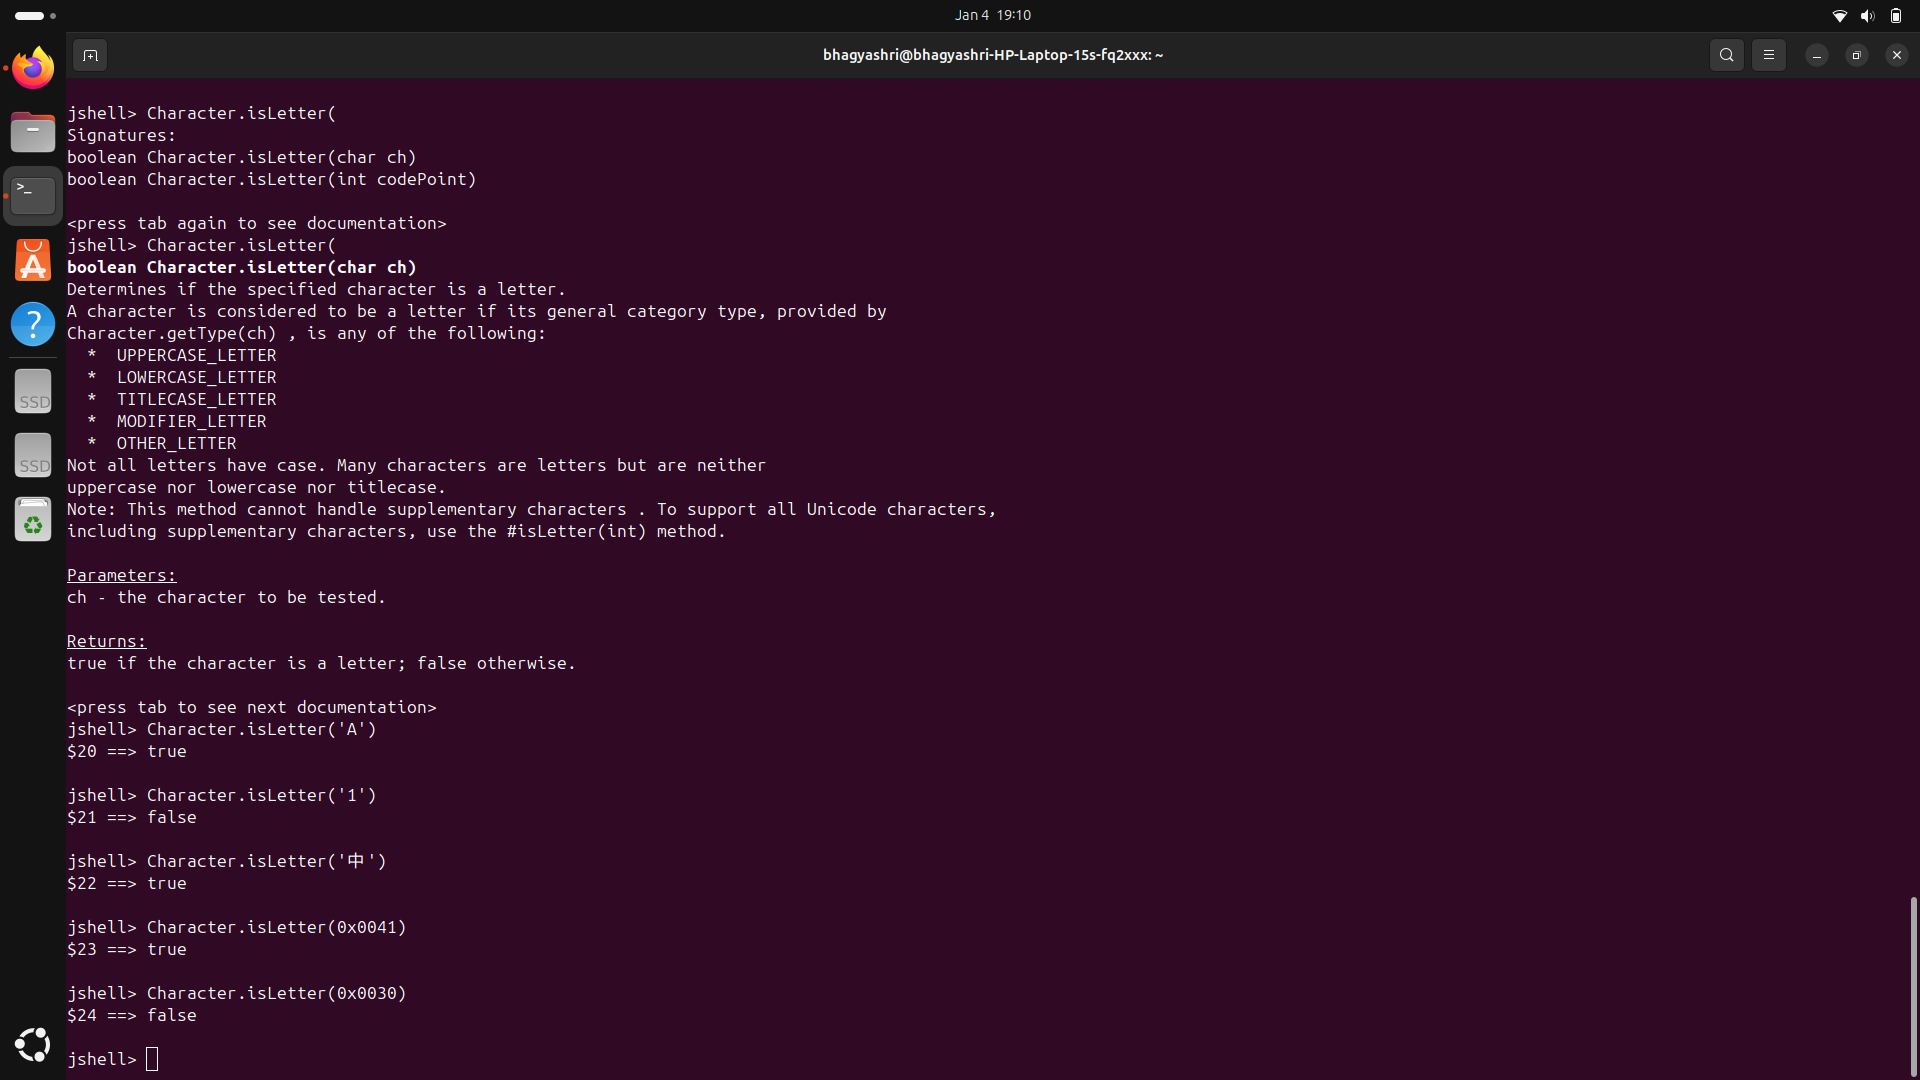 Jan 4 19:10
bhagyashri@bhagyashri-HP-Laptop-15s-fq2xxx: ~
jshell> Character.isLetter(
Signatures:
boolean Character.isLetter(char ch)
boolean Character.isLetter(int codePoint)
<press tab again to see documentation>
jshell> Character.isLetter(
boolean Character.isLetter(char ch)
Determines if the specified character is a letter.
A character is considered to be a letter if its general category type, provided by
Character.getType(ch) , is any of the following:
* UPPERCASE_LETTER
* LOWERCASE_LETTER
* TITLECASE_LETTER
* MODIFIER_LETTER
* OTHER_LETTER
Not all letters have case. Many characters are letters but are neither
uppercase nor lowercase nor titlecase.
Note: This method cannot handle supplementary characters . To support all Unicode characters,
including supplementary characters, use the #isLetter(int) method.
Parameters:
ch - the character to be tested.
Returns:
true if the character is a letter; false otherwise.
<press tab to see next documentation>
jshell> Character.isLetter('A')
$20 ==> true
jshell> Character.isLetter('1')
$21 ==> false
jshell> Character.isLetter('中')
$22 ==> true
jshell> Character.isLetter(0x0041)
$23 ==> true
jshell> Character.isLetter(0x0030)
$24 ==> false
jshell>
>_
A
?
SSD
SSD